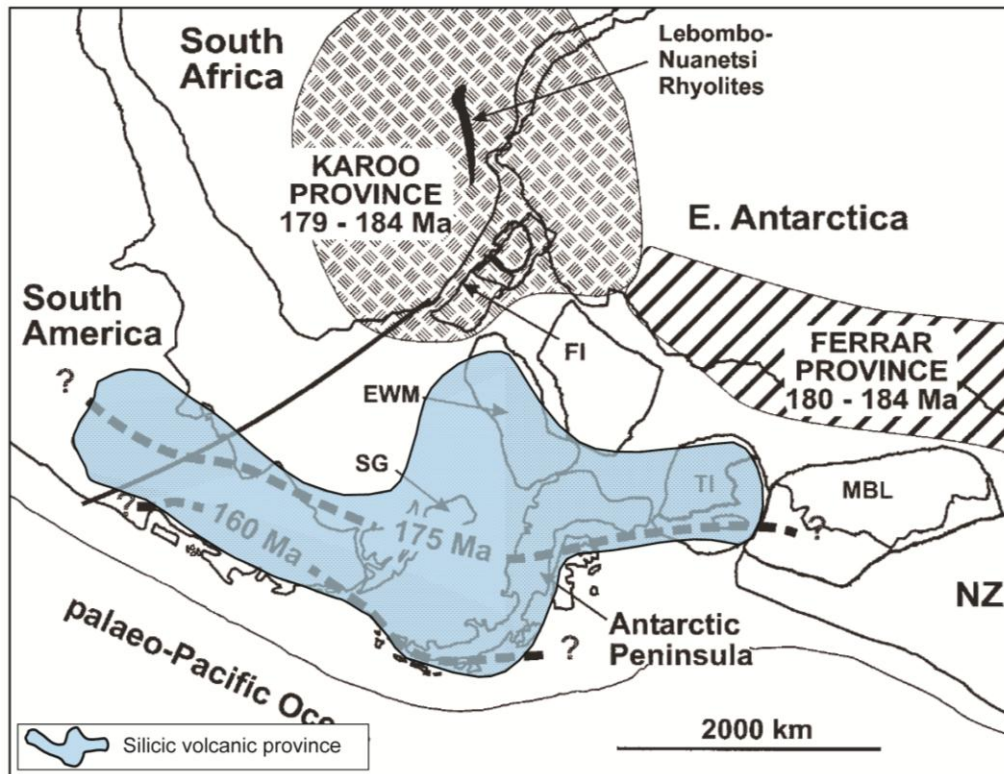 South
Africa
Lebombo-
Nuanetsi
Rhyolites
KAROO
PROVINCE
179 - 184 Ma
E. Antarctica
South
America
FI
FERRAR
PROVINCE
180 - 184 Ma
?
EWM
SG
TI
MBL
?
160 Ma
175 Ma
?
NZ
Antarctic
Peninsula
?
palaeo-Pacific Oce
2000 km
Silicic volcanic province